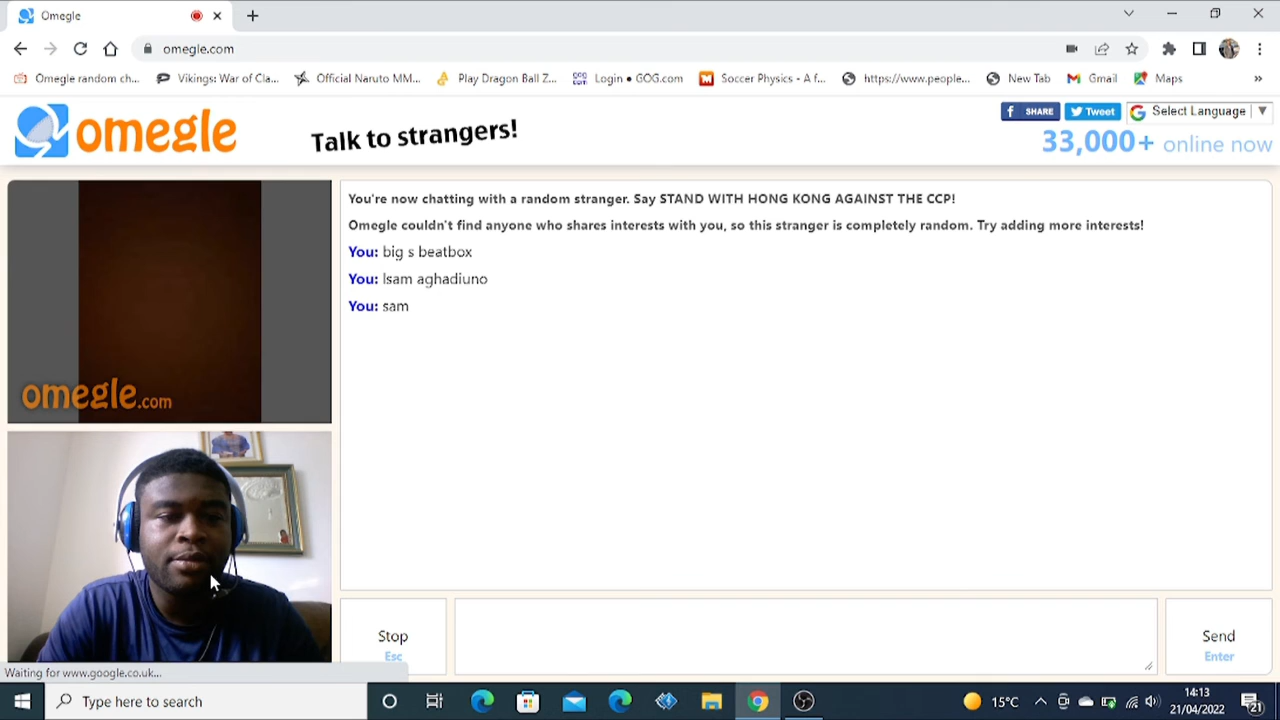 Omegle
omegle.com
Omegle random ch...
Vikings: War of Cla...
Official Naruto MM...
Play Dragon Ball Z...
Login • GOG.com
Soccer Physics - A f...
https://www.people...
New Tab
Gmail
Maps
»
omegle
Talk to strangers!
SHARE
Tweet
Select Language
33,000+ online now
You're now chatting with a random stranger. Say STAND WITH HONG KONG AGAINST THE CCP!
Omegle couldn't find anyone who shares interests with you, so this stranger is completely random. Try adding more interests!
You: big s beatbox
You: lsam aghadiuno
You: sam
omegle.com
Stop
Esc
Send
Enter
Waiting for www.google.co.uk...
Type here to search
15°C
14:13
21/04/2022
21